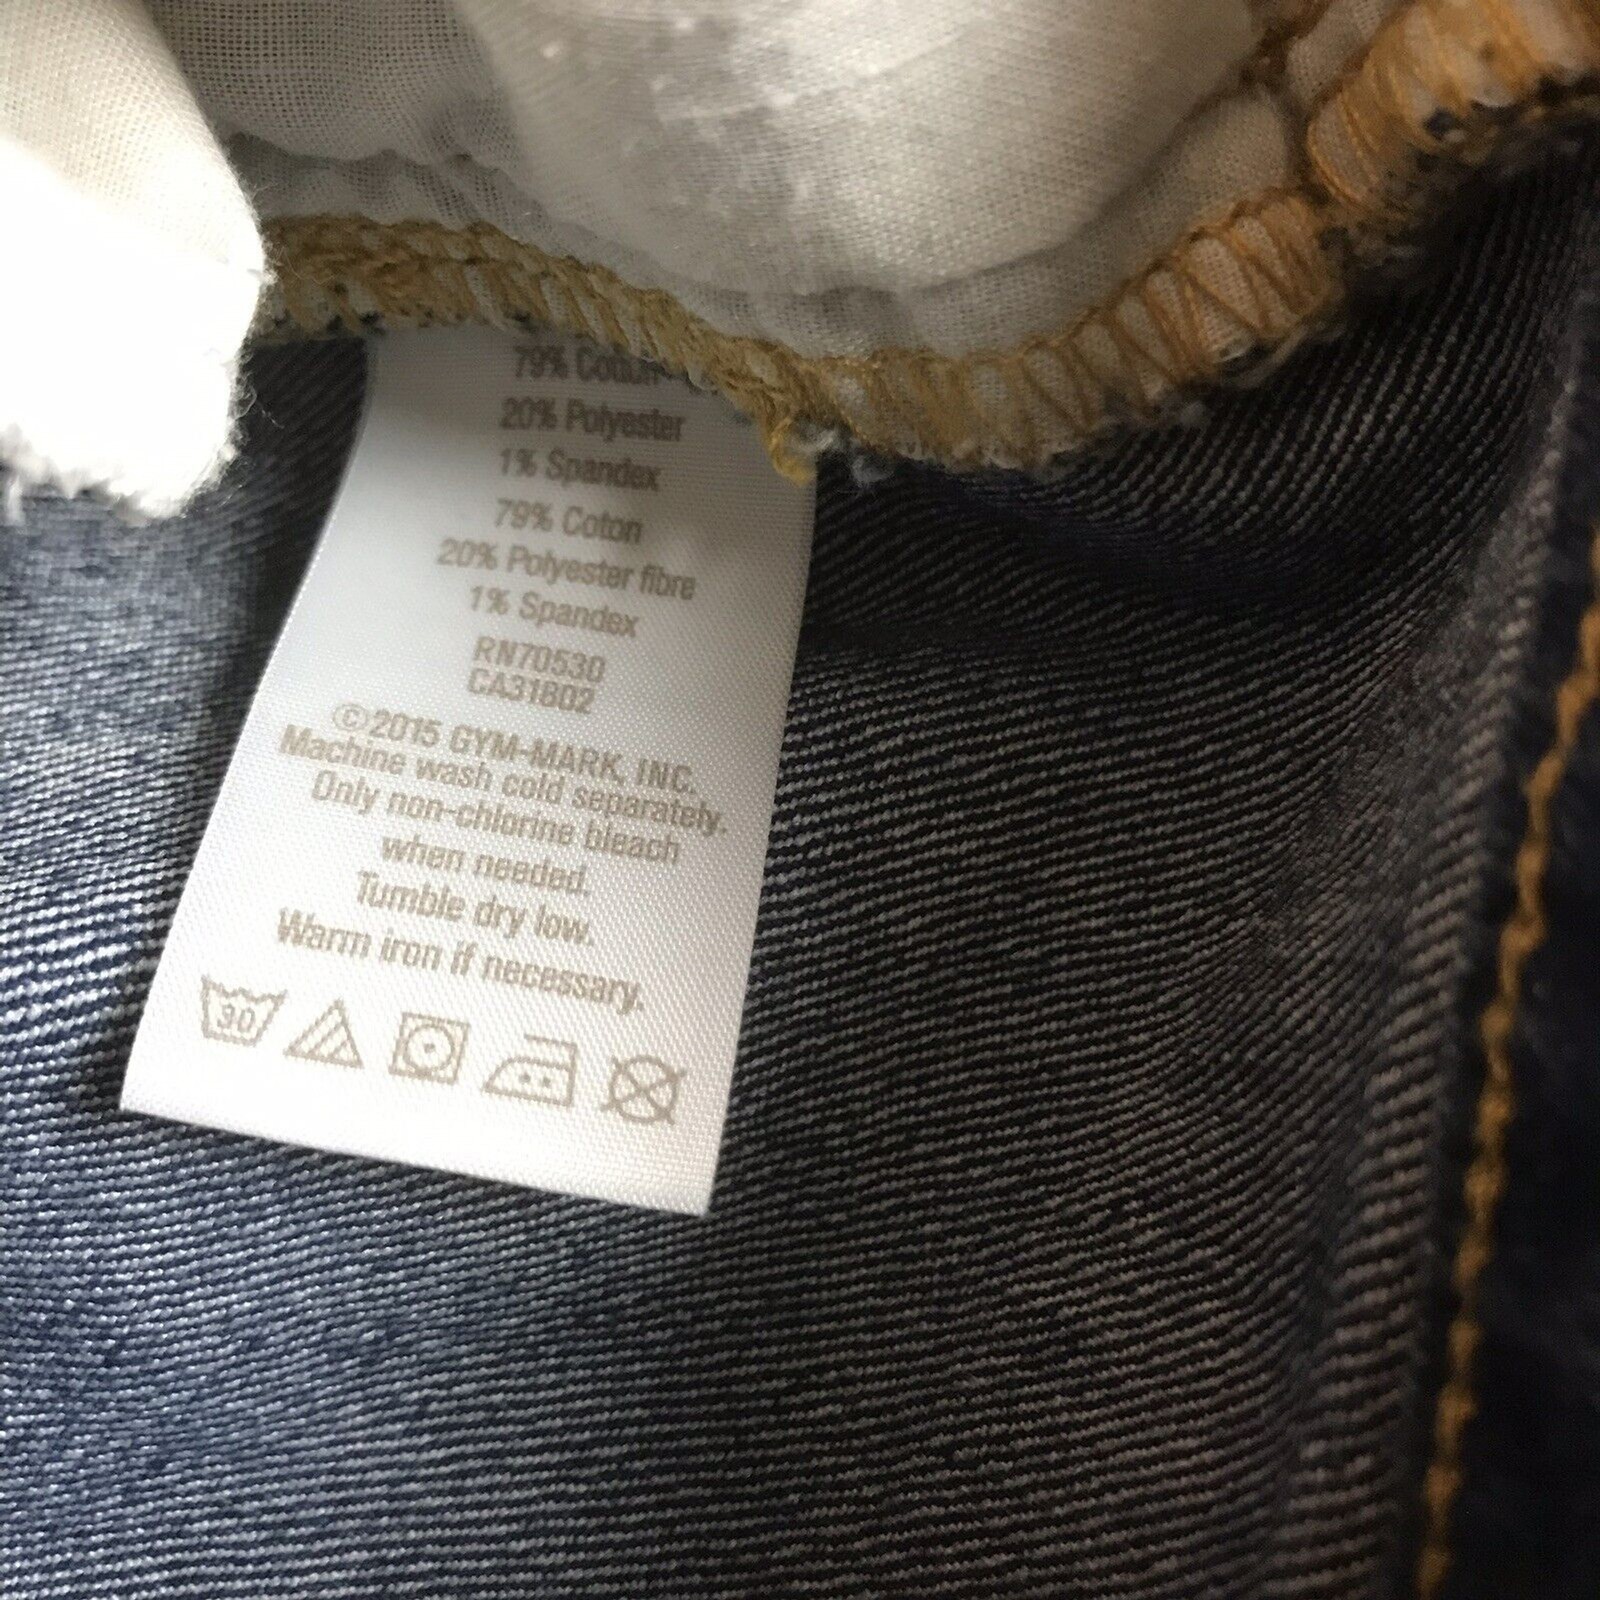 79% Cotton
20% Polyester
1% Spandex
79% Coton
20% Polyester fibre
1% Spandex
RN70530
CA31802
©2015 GYM-MARK, INC.
Machine wash cold separately.
Only non-chlorine bleach
when needed.
Tumble dry low.
Warm iron if necessary.
30